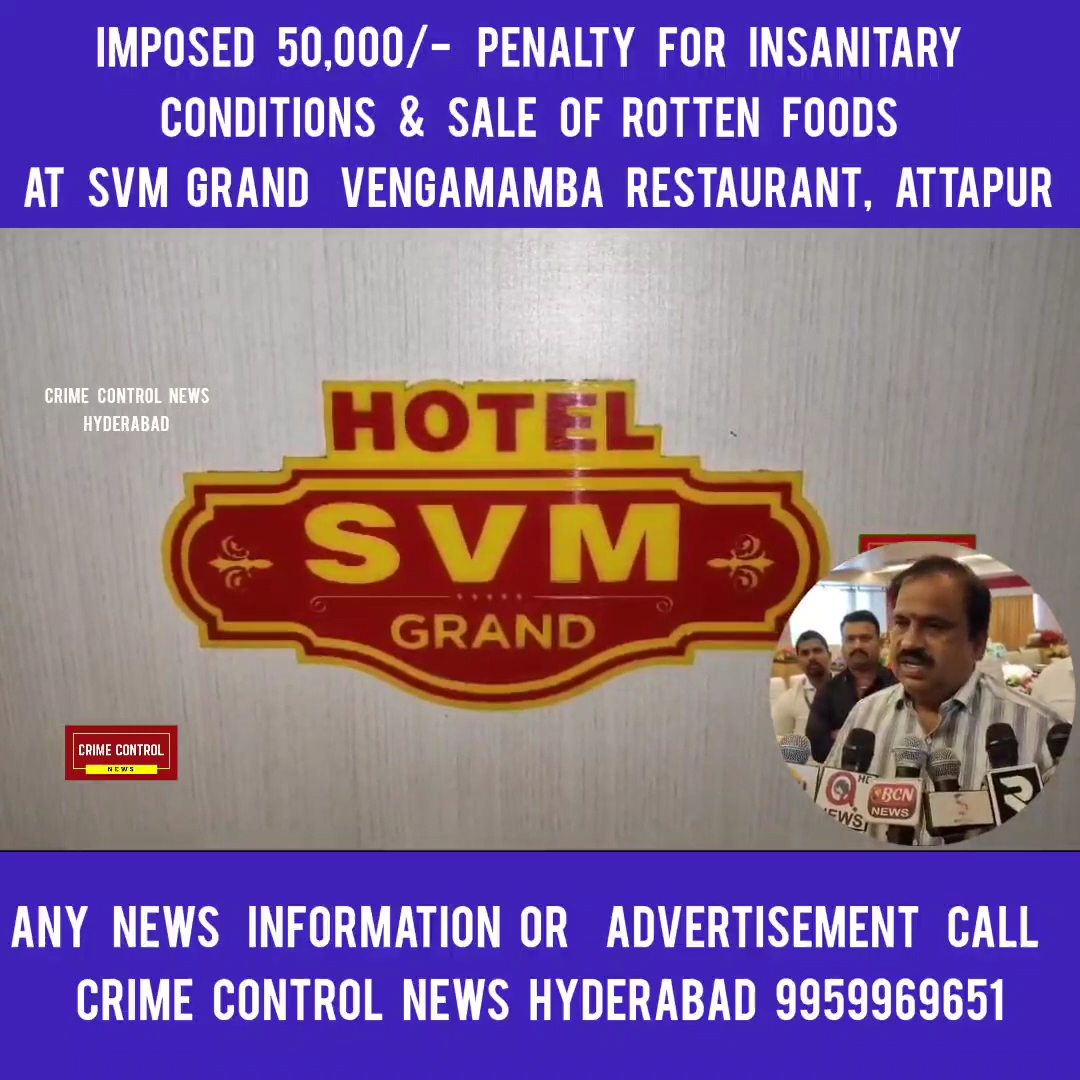 IMPOSED 50,000/- PENALTY FOR INSANITARY
CONDITIONS & SALE OF ROTTEN FOODS
AT SVM GRAND VENGAMAMBA RESTAURANT, ATTAPUR
CRIME CONTROL NEWS
HYDERABAD
HOTEL
SVM
GRAND
CRIME CONTROL
NEWS
BCN
NEWS
ANY NEWS INFORMATION OR ADVERTISEMENT CALL
CRIME CONTROL NEWS HYDERABAD 9959969651